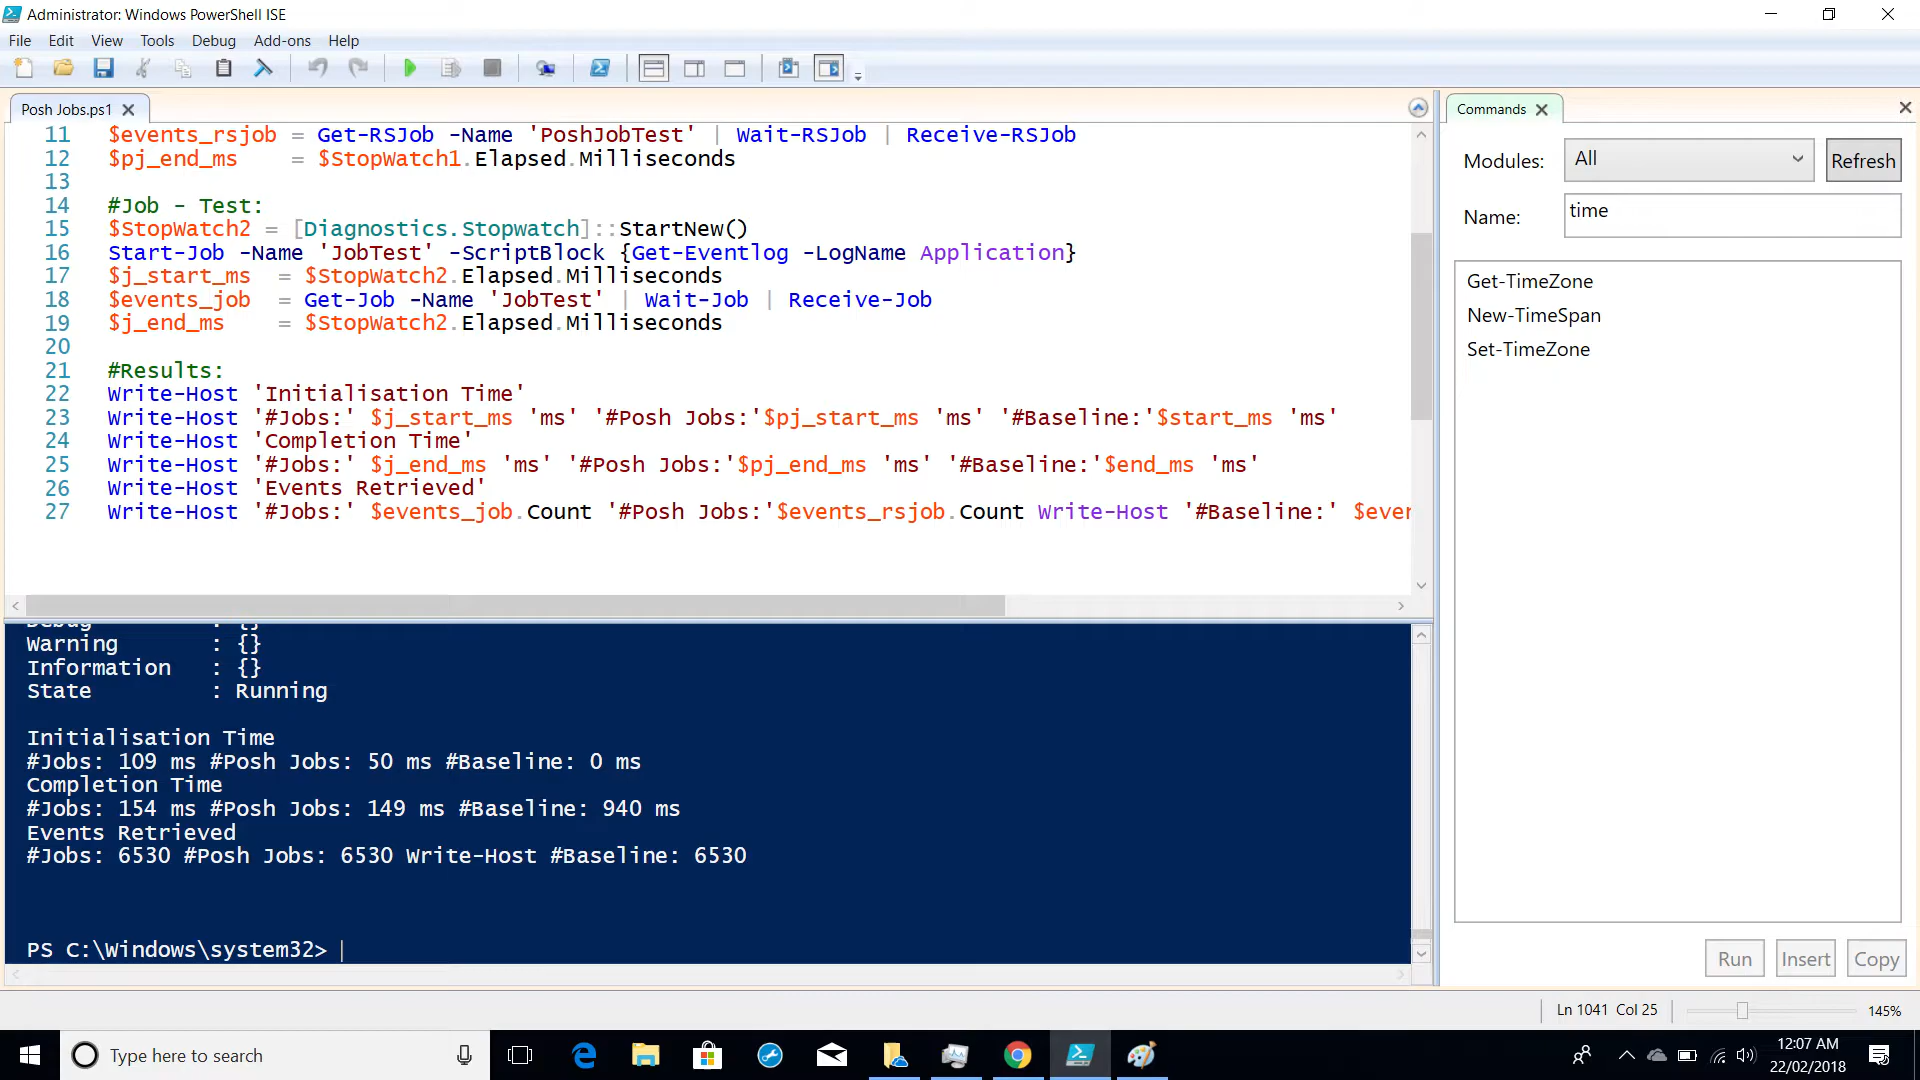 Administrator: Windows PowerShell ISE
File Edit View Tools Debug Add-ons Help
Posh Jobs.ps1
11 $events_rsjob = Get-RSJob -Name 'PoshJobTest' | Wait-RSJob | Receive-RSJob
12 $pj_end_ms = $StopWatch1.Elapsed.Milliseconds
13
14 #Job - Test:
15 $StopWatch2 = [Diagnostics.Stopwatch]::StartNew()
16 Start-Job -Name 'JobTest' -ScriptBlock {Get-Eventlog -LogName Application}
17 $j_start_ms = $StopWatch2.Elapsed.Milliseconds
18 $events_job = Get-Job -Name 'JobTest' | Wait-Job | Receive-Job
19 $j_end_ms = $StopWatch2.Elapsed.Milliseconds
20
21 #Results:
22 Write-Host 'Initialisation Time'
23 Write-Host '#Jobs:' $j_start_ms 'ms' '#Posh Jobs:'$pj_start_ms 'ms' '#Baseline:'$start_ms 'ms'
24 Write-Host 'Completion Time'
25 Write-Host '#Jobs:' $j_end_ms 'ms' '#Posh Jobs:'$pj_end_ms 'ms' '#Baseline:'$end_ms 'ms'
26 Write-Host 'Events Retrieved'
27 Write-Host '#Jobs:' $events_job.Count '#Posh Jobs:'$events_rsjob.Count Write-Host '#Baseline:' $ever
Debug : {}
Warning : {}
Information : {}
State : Running
Initialisation Time
#Jobs: 109 ms #Posh Jobs: 50 ms #Baseline: 0 ms
Completion Time
#Jobs: 154 ms #Posh Jobs: 149 ms #Baseline: 940 ms
Events Retrieved
#Jobs: 6530 #Posh Jobs: 6530 Write-Host #Baseline: 6530
PS C:\Windows\system32>
Commands
Modules: All Refresh
Name: time
Get-TimeZone
New-TimeSpan
Set-TimeZone
Run Insert Copy
Ln 1041 Col 25 145%
Type here to search
12:07 AM
22/02/2018